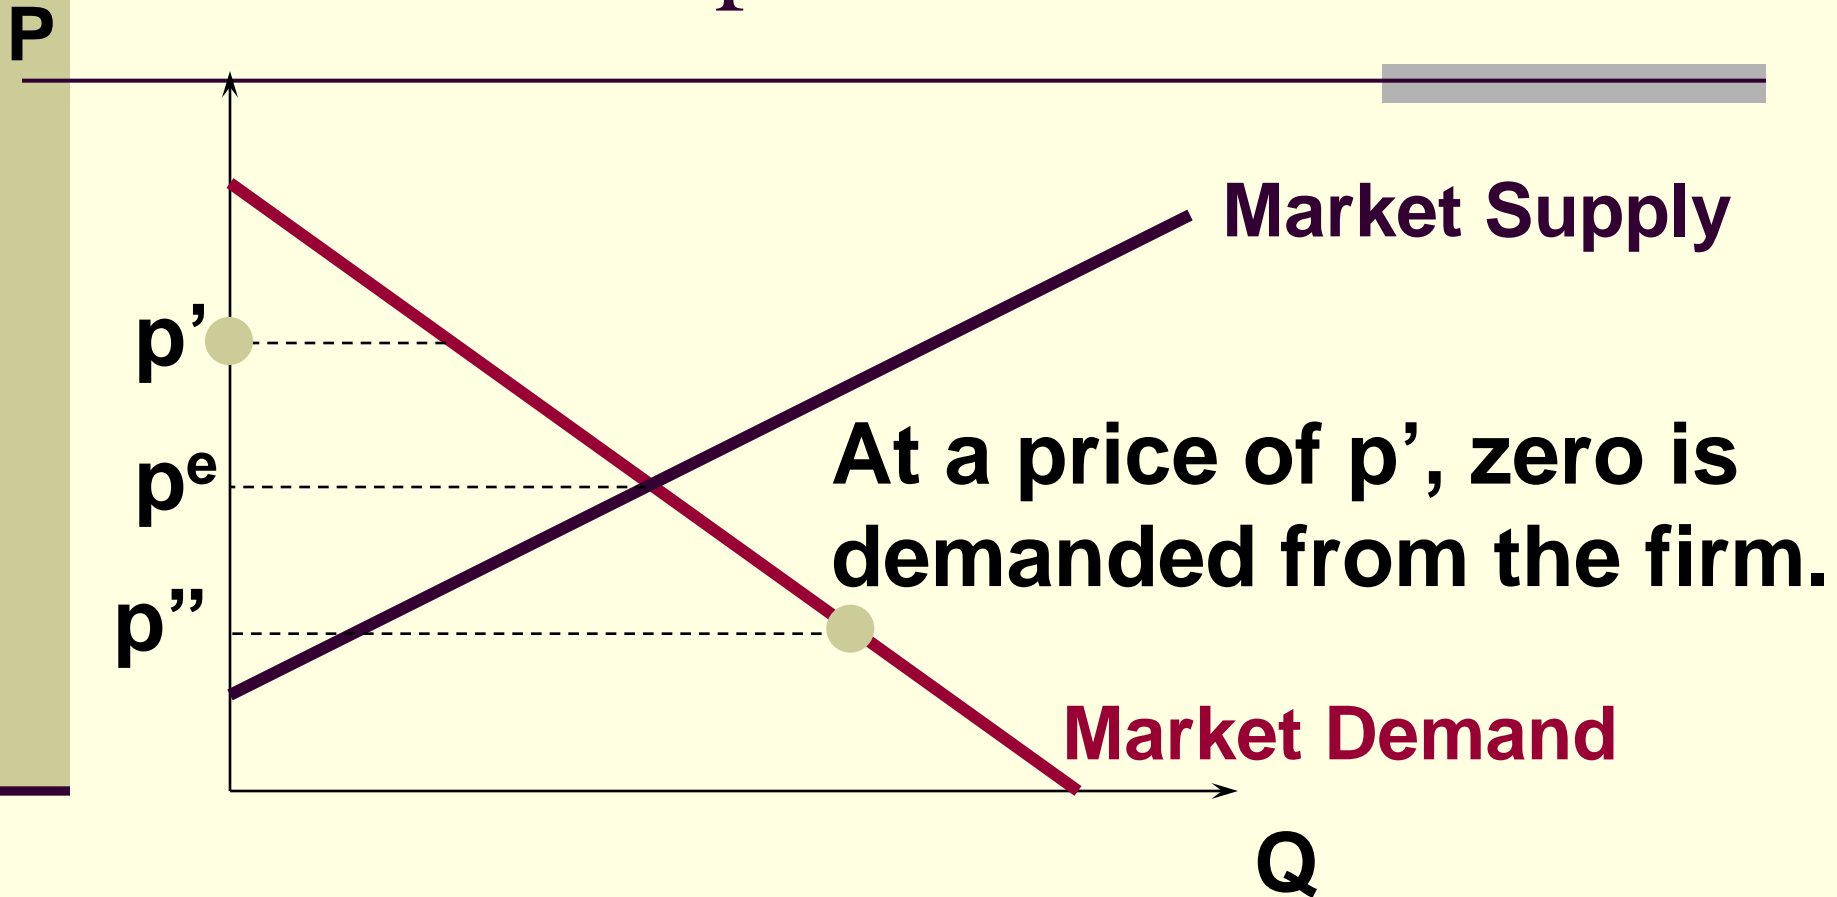 P
Market Supply
p’
At a price of p’, zero is
pe
demanded from the firm.
p”
Market Demand
Q